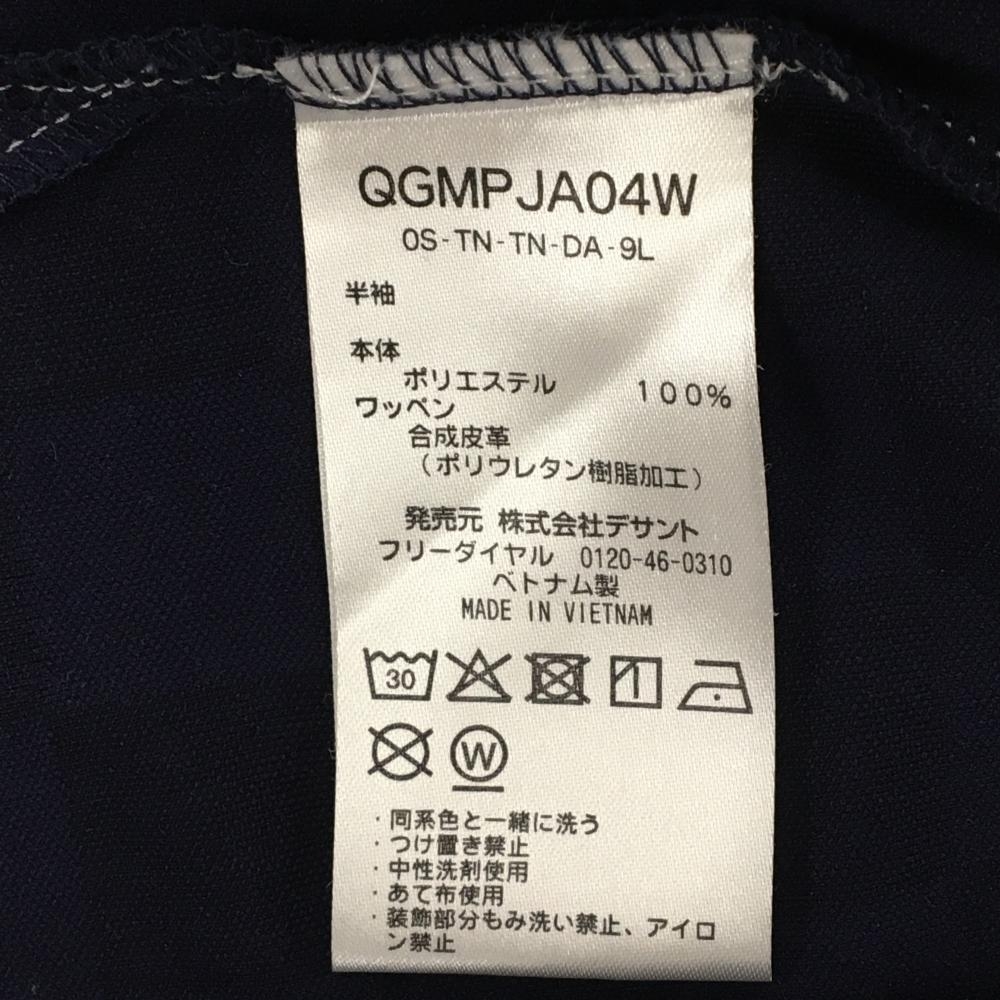 QGMPJA04W
OS-TN-TN-DA-9L
半袖
本体
ポリエステル 100%
ワッペン
合成皮革
(ポリウレタン樹脂加工)
発売元 株式会社デサント
フリーダイヤル 0120-46-0310
ベトナム製
MADE IN VIETNAM
30
W
・同系色と一緒に洗う
・つけ置き禁止
・中性洗剤使用
・あて布使用
・装飾部分もみ洗い禁止、アイロ
ン禁止